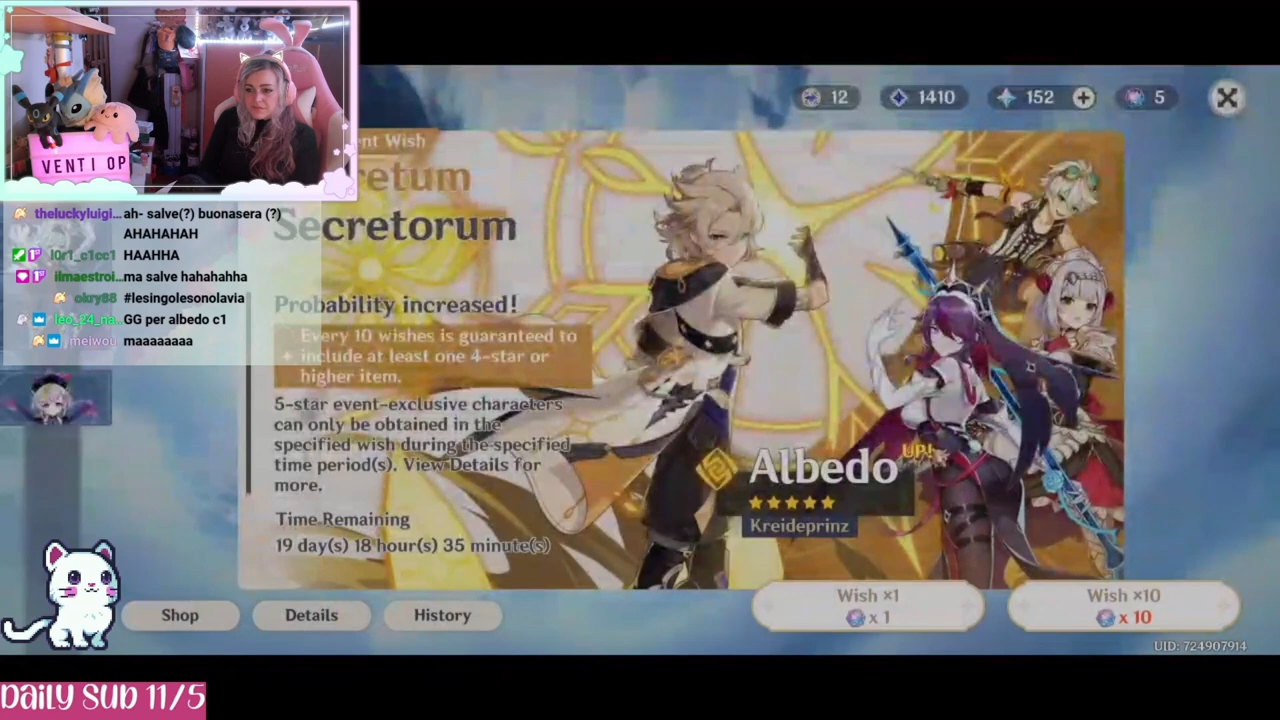 12
1410
152
5
VENTI OP
ent Wish
retum
Secretorum
Probability increased!
Every 10 wishes is guaranteed to
include at least one 4-star or
higher item.
5-star event-exclusive characters
can only be obtained in the
specified wish during the specified
time period(s). View Details for
more.
Time Remaining
19 day(s) 18 hour(s) 35 minute(s)
theluckyluigi... ah- salve(?) buonasera (?)
AHAHAHAH
l0r1_c1cc1 HAAHHA
ilmaestroi... ma salve hahahahha
okry88 #lesingolesonolavia
leo_24_na... GG per albedo c1
meiwou maaaaaaaa
Albedo
UP!
Kreideprinz
Shop
Details
History
Wish ×1
x 1
Wish ×10
x 10
UID: 724907914
Daily Sub 11/5